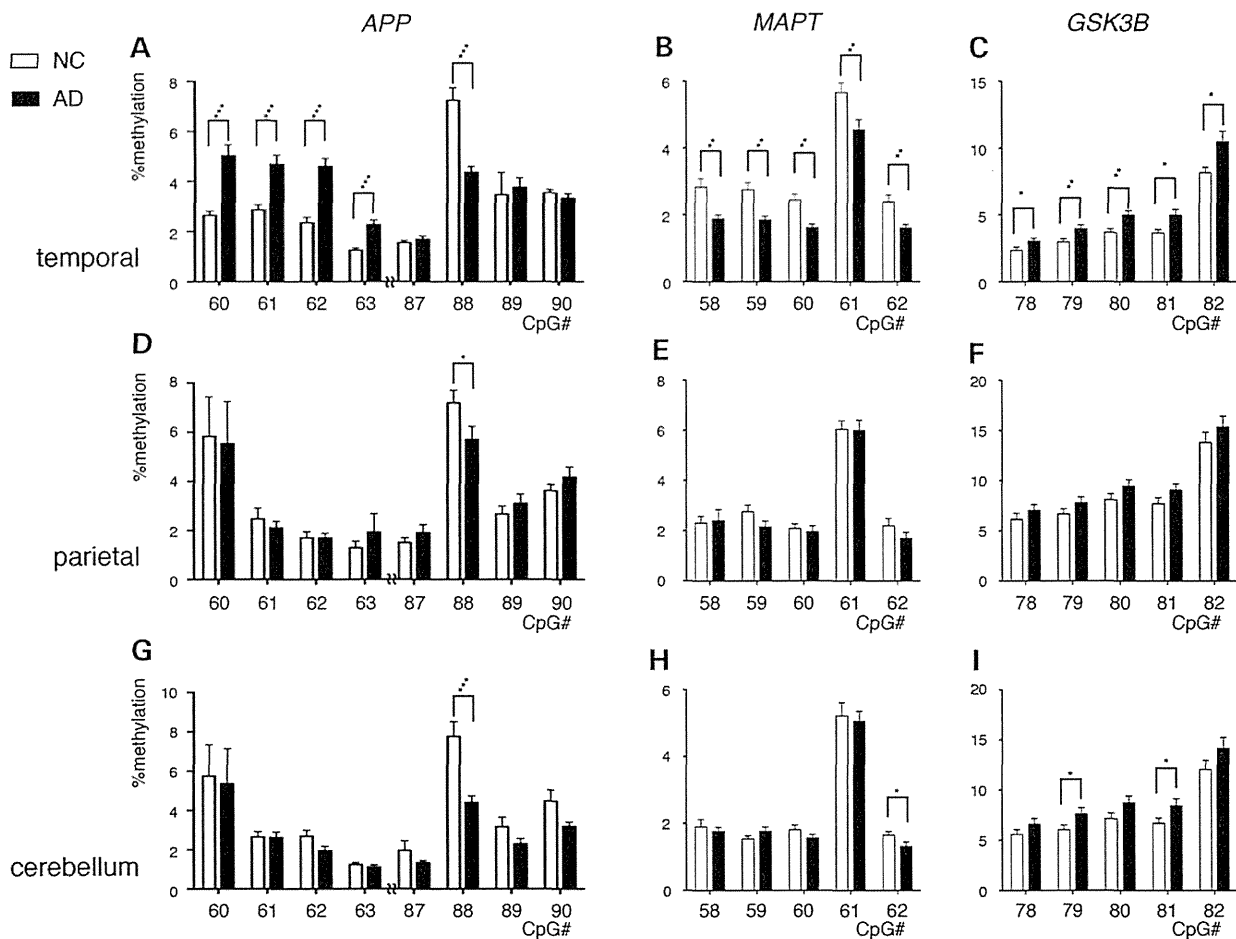 APP MAPT GSK3B
NC
AD
A B C
%methylation
8 6 15
6
4 10
4
2 5
2
0 0 0
temporal
60 61 62 63 87 88 89 90 58 59 60 61 62 78 79 80 81 82
CpG# CpG# CpG#
D E F
%methylation
8 8 20
6 6 15
4 4 10
2 2 5
0 0 0
parietal
60 61 62 63 87 88 89 90 58 59 60 61 62 78 79 80 81 82
CpG# CpG# CpG#
G H I
%methylation
10 6 20
8
15
6 4
10
4
2
2 5
0 0 0
cerebellum
60 61 62 63 87 88 89 90 58 59 60 61 62 78 79 80 81 82
CpG# CpG# CpG#